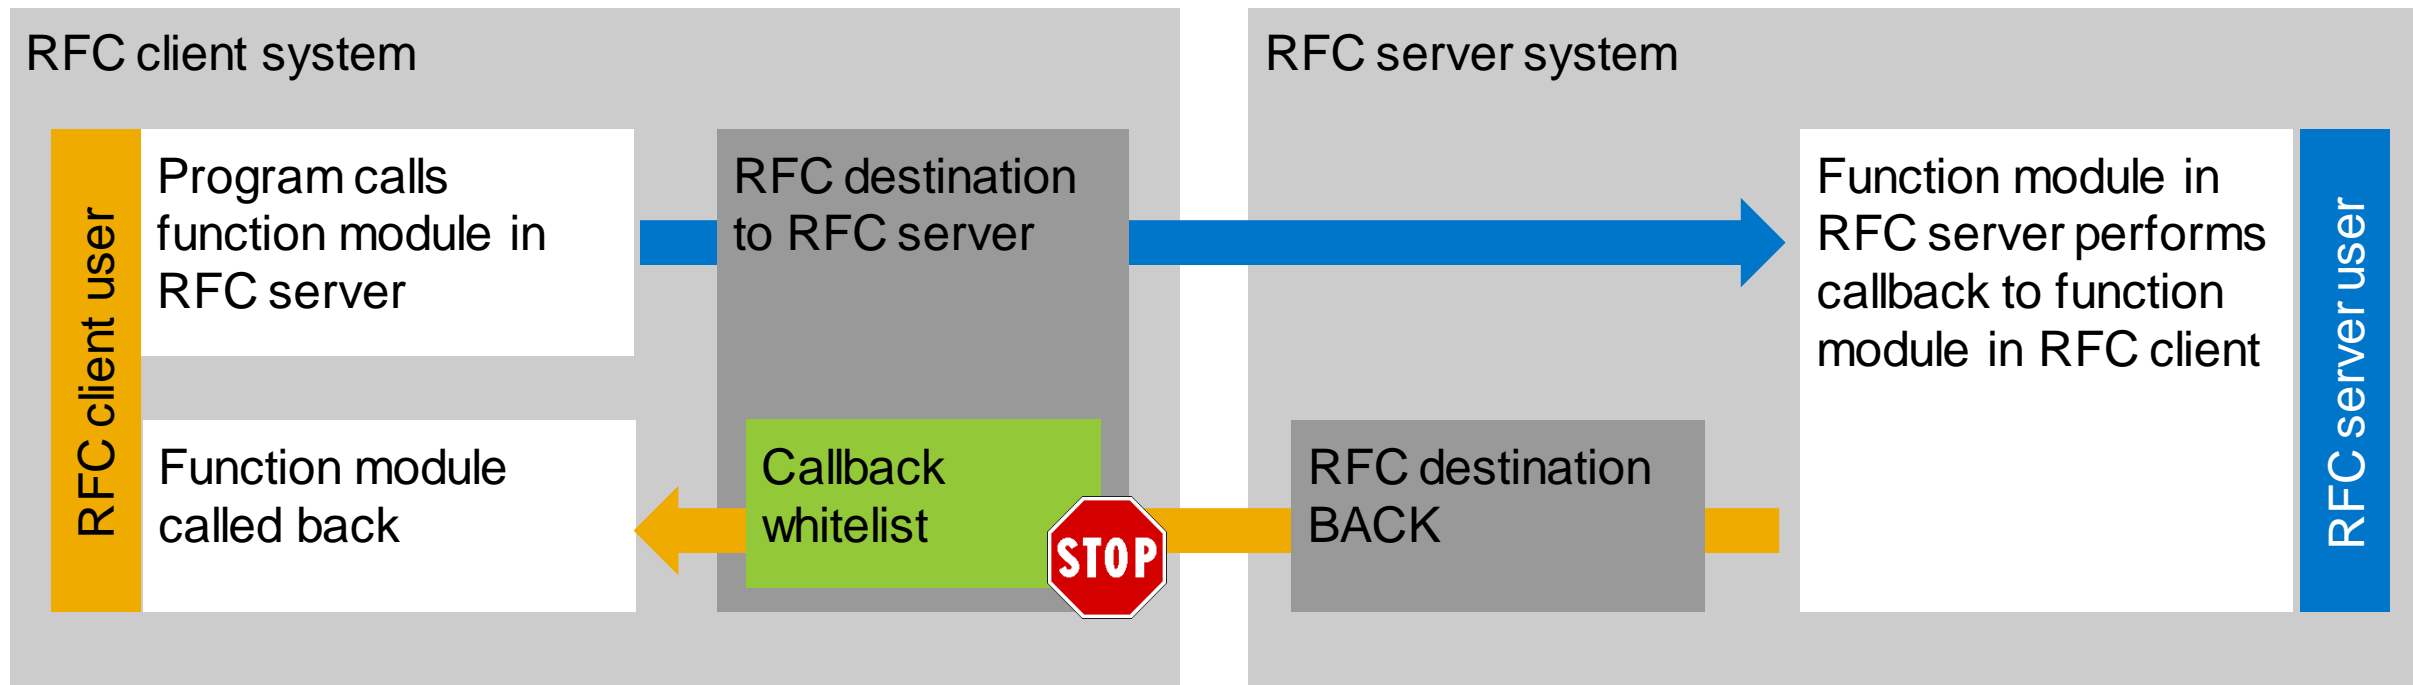 RFC client system
RFC client user
Program calls
function module in
RFC server
RFC destination
to RFC server
Function module
called back
Callback
whitelist
STOP
RFC server system
Function module in
RFC server performs
callback to function
module in RFC client
RFC destination
BACK
RFC server user